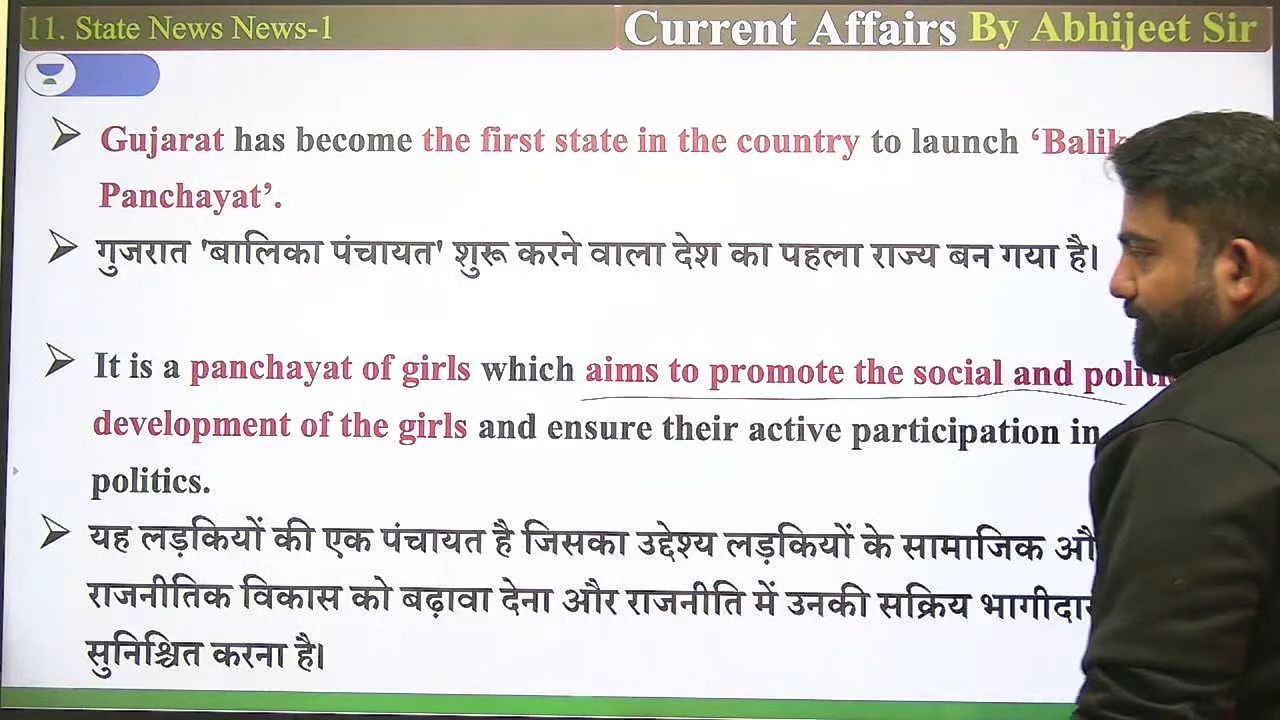 11. State News News-1
Current Affairs By Abhijeet Sir
Gujarat has become the first state in the country to launch ‘Balik
Panchayat’.
गुजरात 'बालिका पंचायत' शुरू करने वाला देश का पहला राज्य बन गया है।
It is a panchayat of girls which aims to promote the social and politi
development of the girls and ensure their active participation in
politics.
यह लड़कियों की एक पंचायत है जिसका उद्देश्य लड़कियों के सामाजिक औ
राजनीतिक विकास को बढ़ावा देना और राजनीति में उनकी सक्रिय भागीदा
सुनिश्चित करना है।